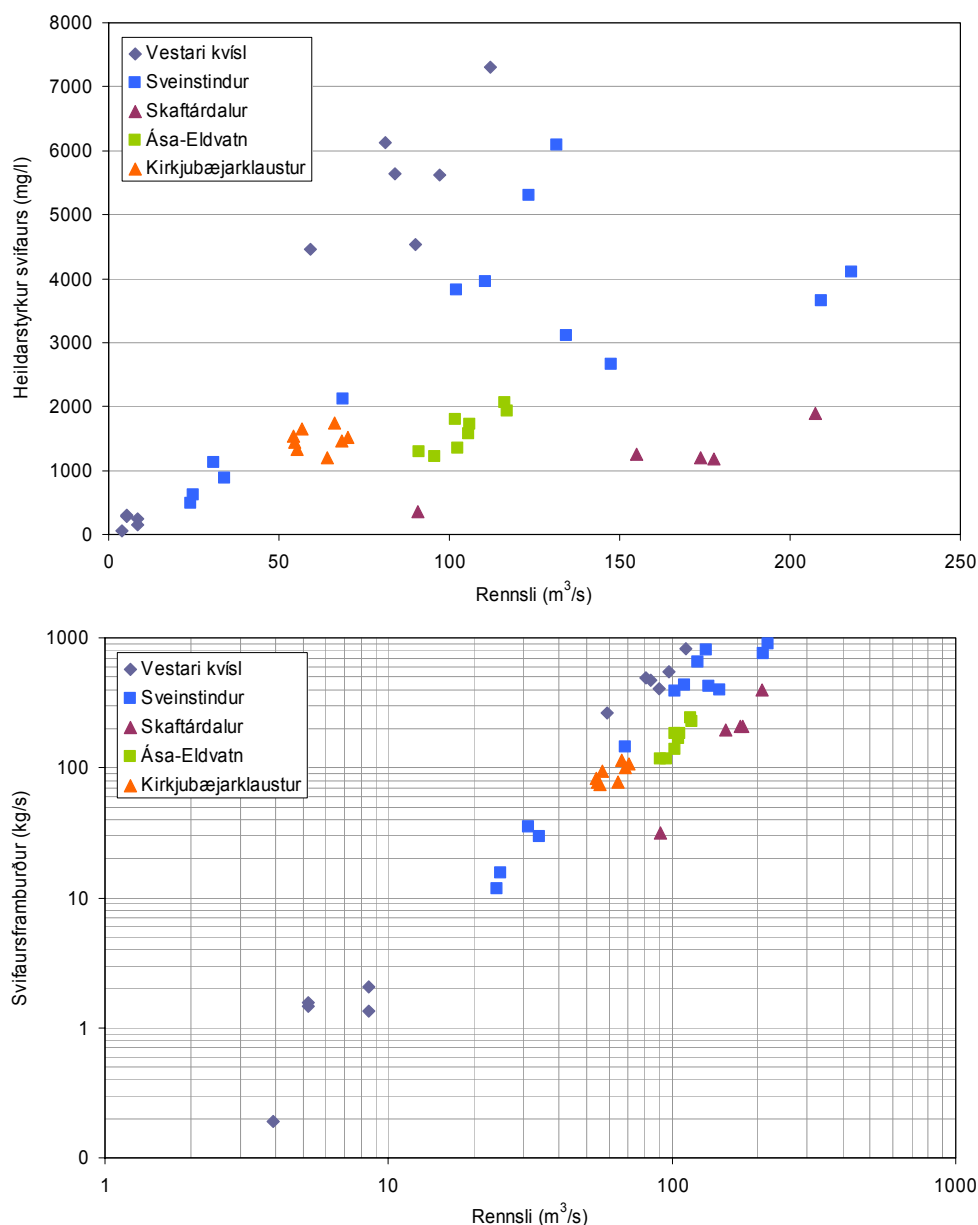 8000
7000
6000
5000
4000
3000
2000
1000
0
Heildarstyrkur svifaurs (mg/l)
Vestari kvísl
Sveinstindur
Skaftárdalur
Ása-Eldvatn
Kirkjubæjarklaustur
0 50 100 150 200 250
Rennsli (m³/s)
1000
100
10
1
0
Svifaursframburður (kg/s)
Vestari kvísl
Sveinstindur
Skaftárdalur
Ása-Eldvatn
Kirkjubæjarklaustur
1 10 100 1000
Rennsli (m³/s)